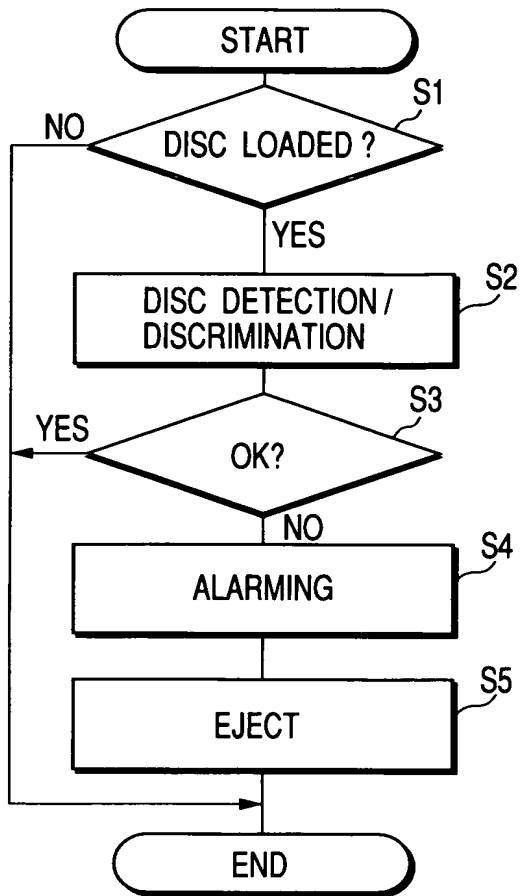 START
S1
NO
DISC LOADED ?
YES
S2
DISC DETECTION /
DISCRIMINATION
S3
YES
OK?
NO
S4
ALARMING
S5
EJECT
END